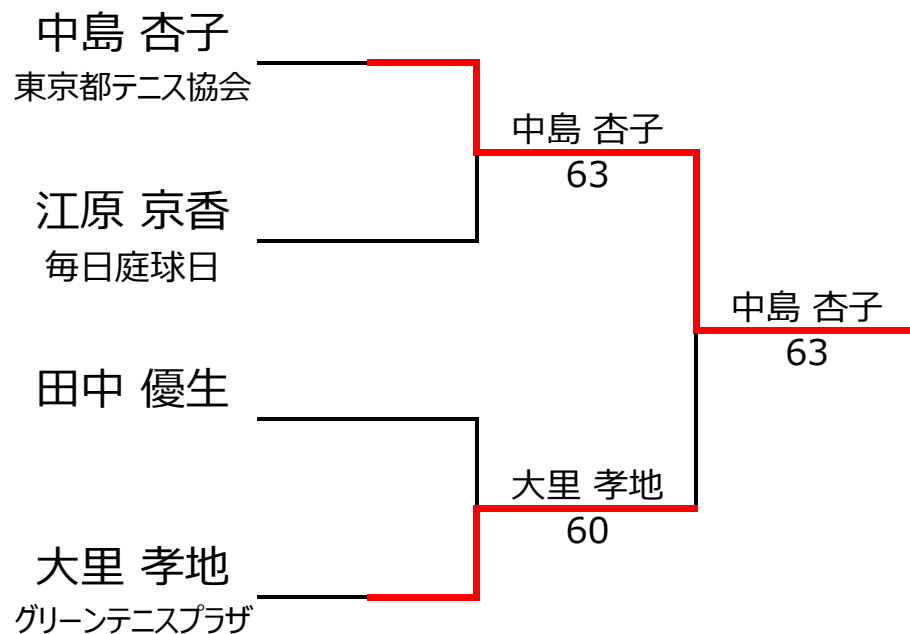 中島 杏子
東京都テニス協会
中島 杏子
63
江原 京香
毎日庭球日
中島 杏子
63
田中 優生
大里 孝地
60
大里 孝地
グリーンテニスプラザ